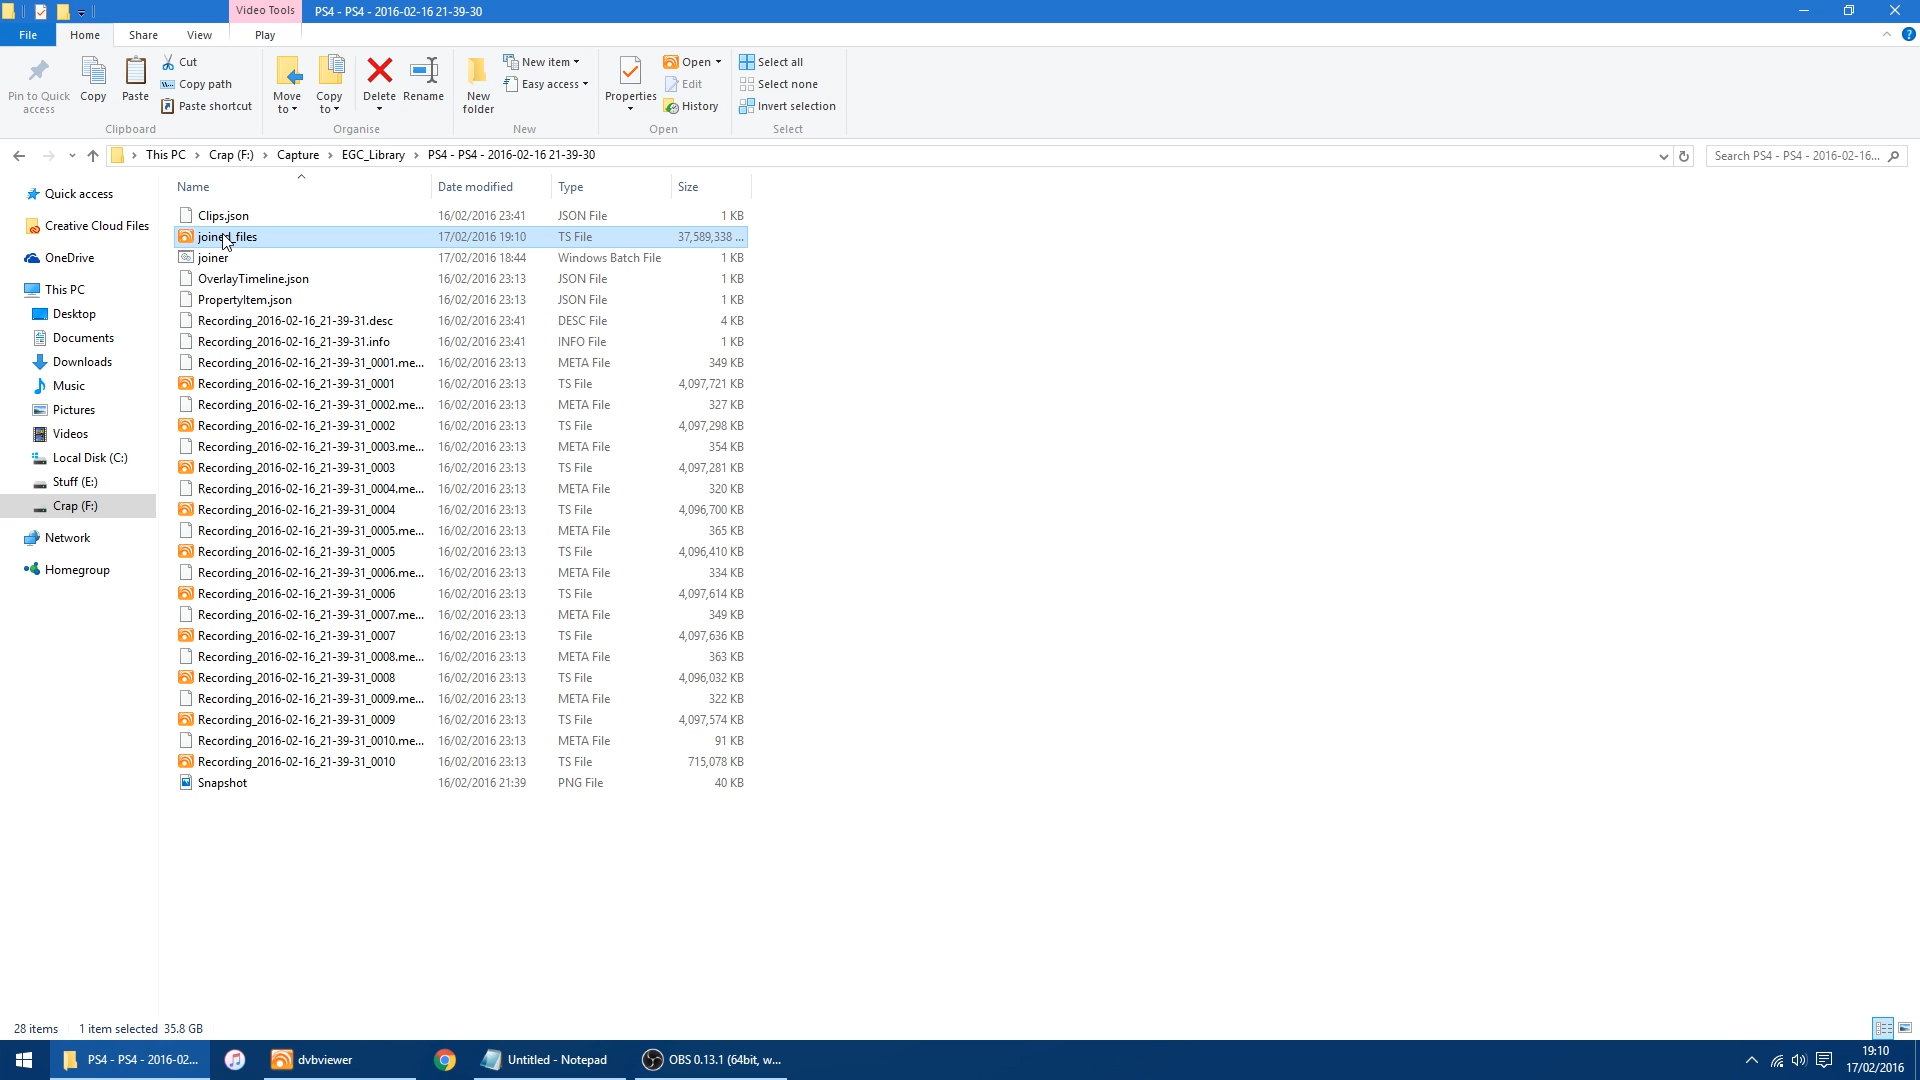 Video Tools
PS4 - PS4 - 2016-02-16 21-39-30
File
Home
Share
View
Play
Pin to Quick access
Copy
Paste
Cut
Copy path
Paste shortcut
Clipboard
Move to
Copy to
Delete
Rename
Organise
New folder
New item
Easy access
New
Properties
Open
Edit
History
Open
Select all
Select none
Invert selection
Select
This PC > Crap (F:) > Capture > EGC_Library > PS4 - PS4 - 2016-02-16 21-39-30
Search PS4 - PS4 - 2016-02-16...
Quick access
Creative Cloud Files
OneDrive
This PC
Desktop
Documents
Downloads
Music
Pictures
Videos
Local Disk (C:)
Stuff (E:)
Crap (F:)
Network
Homegroup
Name Date modified Type Size
Clips.json 16/02/2016 23:41 JSON File 1 KB
joined_files 17/02/2016 19:10 TS File 37,589,338 ...
joiner 17/02/2016 18:44 Windows Batch File 1 KB
OverlayTimeline.json 16/02/2016 23:13 JSON File 1 KB
PropertyItem.json 16/02/2016 23:13 JSON File 1 KB
Recording_2016-02-16_21-39-31.desc 16/02/2016 23:41 DESC File 4 KB
Recording_2016-02-16_21-39-31.info 16/02/2016 23:41 INFO File 1 KB
Recording_2016-02-16_21-39-31_0001.me... 16/02/2016 23:13 META File 349 KB
Recording_2016-02-16_21-39-31_0001 16/02/2016 23:13 TS File 4,097,721 KB
Recording_2016-02-16_21-39-31_0002.me... 16/02/2016 23:13 META File 327 KB
Recording_2016-02-16_21-39-31_0002 16/02/2016 23:13 TS File 4,097,298 KB
Recording_2016-02-16_21-39-31_0003.me... 16/02/2016 23:13 META File 354 KB
Recording_2016-02-16_21-39-31_0003 16/02/2016 23:13 TS File 4,097,281 KB
Recording_2016-02-16_21-39-31_0004.me... 16/02/2016 23:13 META File 320 KB
Recording_2016-02-16_21-39-31_0004 16/02/2016 23:13 TS File 4,096,700 KB
Recording_2016-02-16_21-39-31_0005.me... 16/02/2016 23:13 META File 365 KB
Recording_2016-02-16_21-39-31_0005 16/02/2016 23:13 TS File 4,096,410 KB
Recording_2016-02-16_21-39-31_0006.me... 16/02/2016 23:13 META File 334 KB
Recording_2016-02-16_21-39-31_0006 16/02/2016 23:13 TS File 4,097,614 KB
Recording_2016-02-16_21-39-31_0007.me... 16/02/2016 23:13 META File 349 KB
Recording_2016-02-16_21-39-31_0007 16/02/2016 23:13 TS File 4,097,636 KB
Recording_2016-02-16_21-39-31_0008.me... 16/02/2016 23:13 META File 363 KB
Recording_2016-02-16_21-39-31_0008 16/02/2016 23:13 TS File 4,096,032 KB
Recording_2016-02-16_21-39-31_0009.me... 16/02/2016 23:13 META File 322 KB
Recording_2016-02-16_21-39-31_0009 16/02/2016 23:13 TS File 4,097,574 KB
Recording_2016-02-16_21-39-31_0010.me... 16/02/2016 23:13 META File 91 KB
Recording_2016-02-16_21-39-31_0010 16/02/2016 23:13 TS File 715,078 KB
Snapshot 16/02/2016 21:39 PNG File 40 KB
28 items 1 item selected 35.8 GB
PS4 - PS4 - 2016-02...
dvbviewer
Untitled - Notepad
OBS 0.13.1 (64bit, w...
19:10
17/02/2016